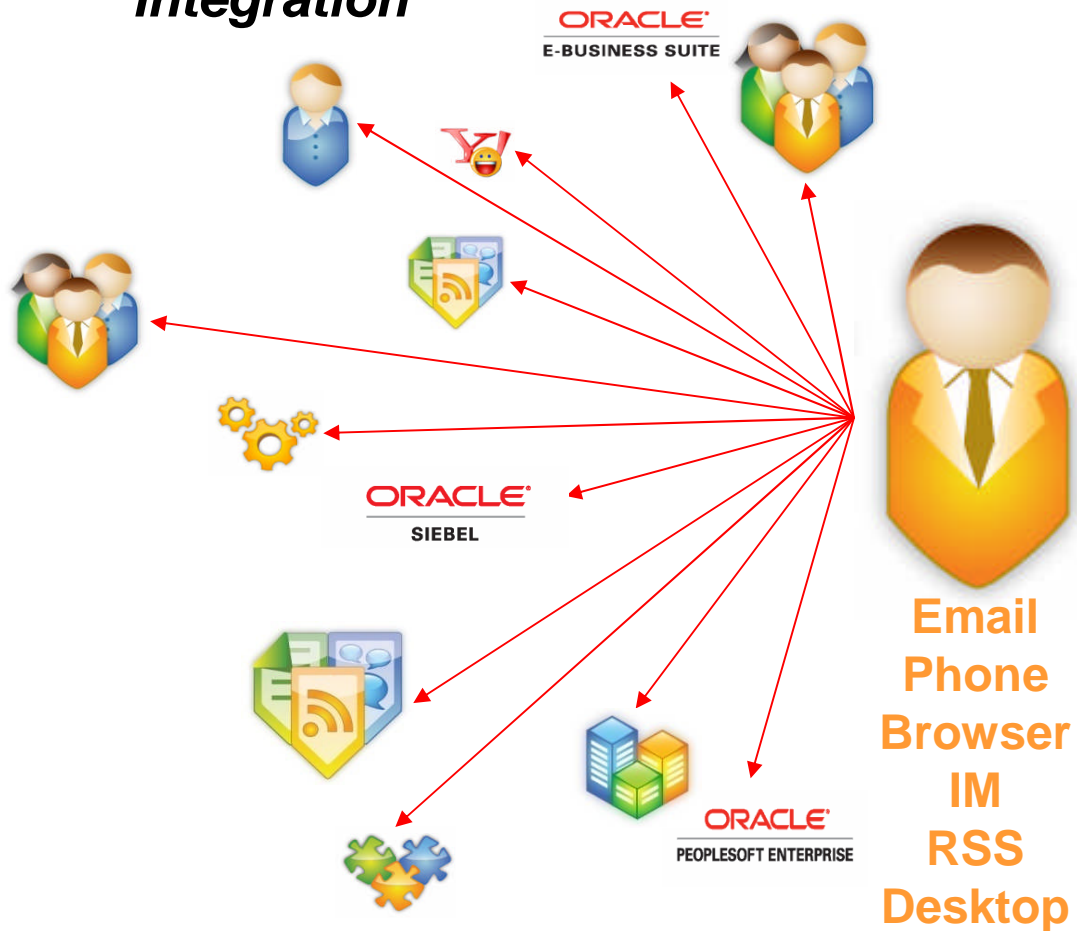 Integration
ORACLE®
E-BUSINESS SUITE
Y!
ORACLE®
SIEBEL
ORACLE®
PEOPLESOFT ENTERPRISE
Email
Phone
Browser
IM
RSS
Desktop